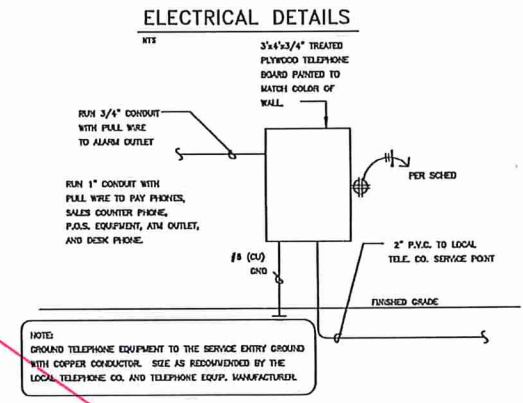 ELECTRICAL DETAILS
NTS
3'x4'x3/4" TREATED
PLYWOOD TELEPHONE
BOARD PAINTED TO
MATCH COLOR OF
WALL.
RUN 3/4" CONDUIT
WITH PULL WIRE
TO ALARM OUTLET
PER SCHED
RUN 1" CONDUIT WITH
PULL WIRE TO PAY PHONES,
SALES COUNTER PHONE,
P.O.S. EQUIPMENT, ATM OUTLET,
AND DESK PHONE.
(CU)
GND
2" P.V.C. TO LOCAL
TELE. CO. SERVICE POINT
FINISHED GRADE
NOTE:
GROUND TELEPHONE EQUIPMENT TO THE SERVICE ENTRY GROUND
WITH COPPER CONDUCTOR. SIZE AS RECOMMENDED BY THE
LOCAL TELEPHONE CO. AND TELEPHONE EQUIP. MANUFACTURER.